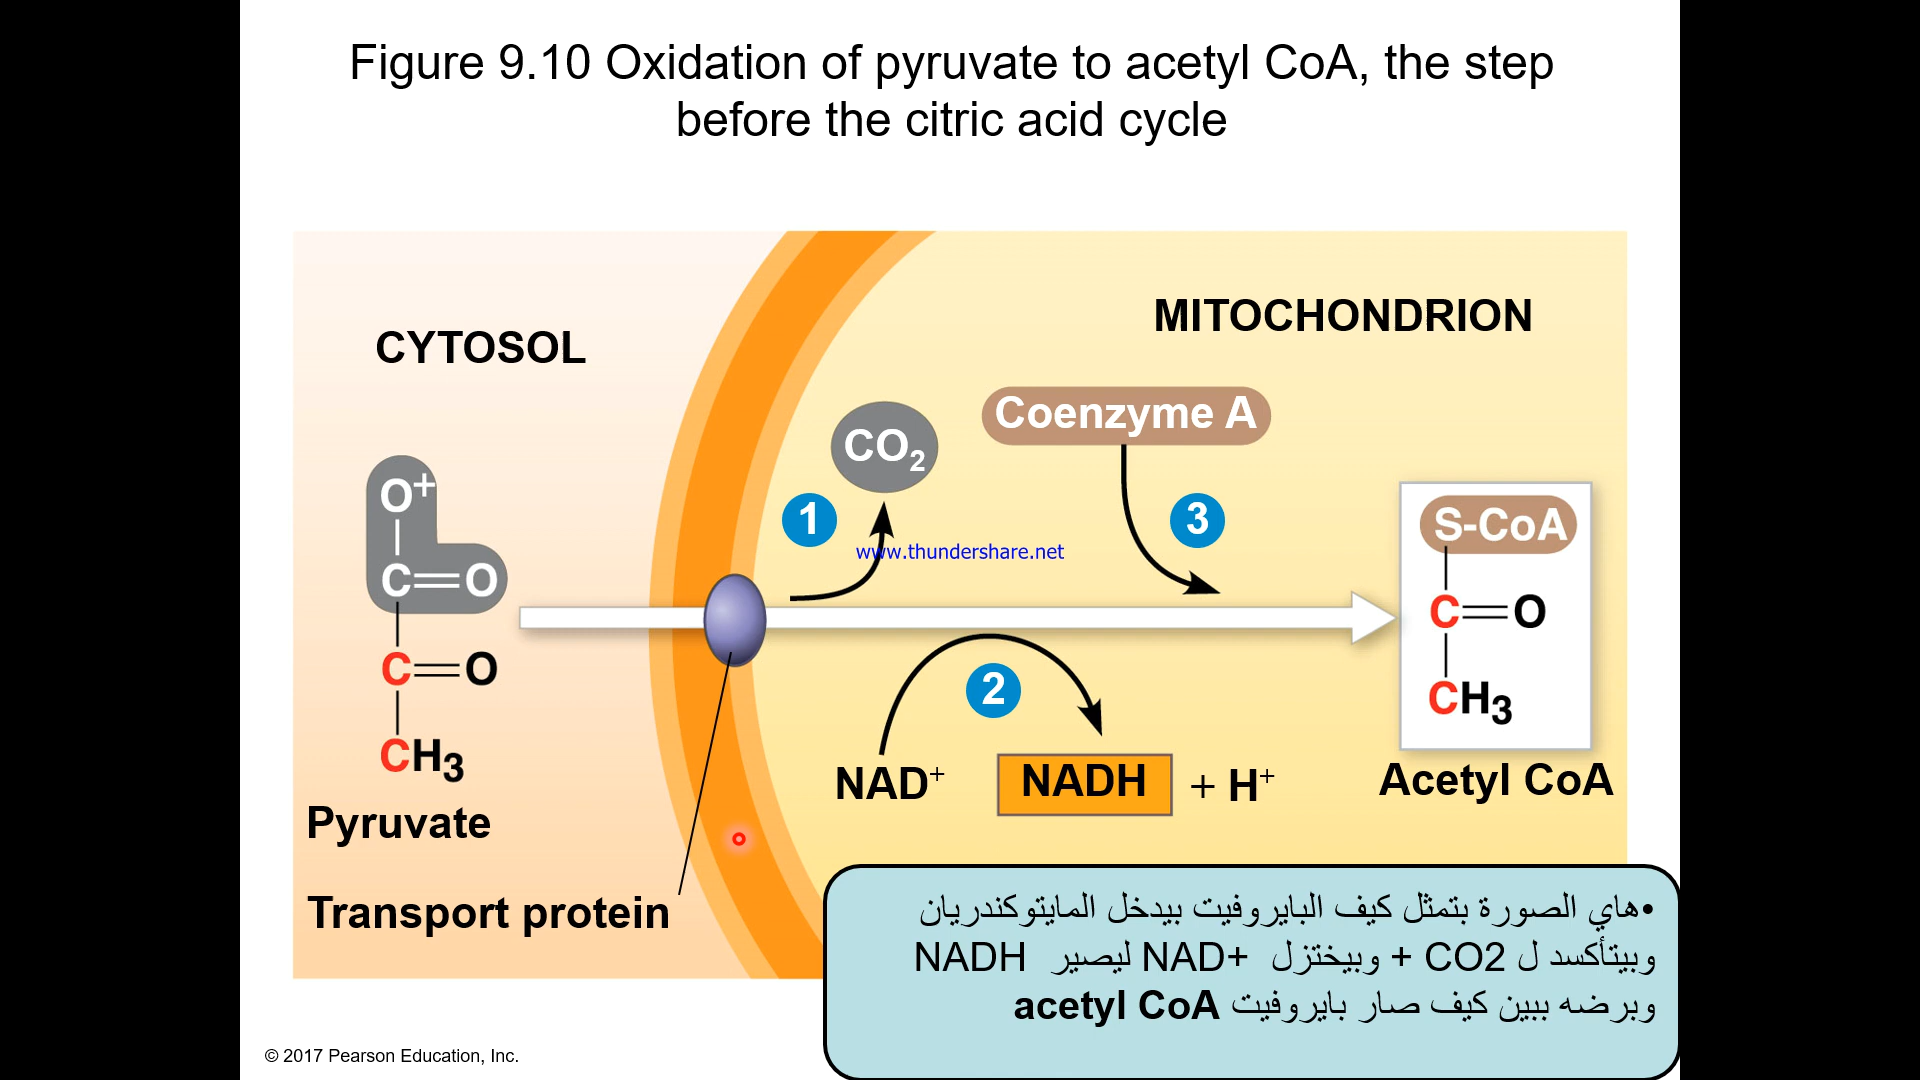 Figure 9.10 Oxidation of pyruvate to acetyl CoA, the step
before the citric acid cycle
MITOCHONDRION
CYTOSOL
Coenzyme A
CO2
O+
C=O
C=O
CH3
Pyruvate
1
3
www.thundershare.net
2
S-CoA
C=O
CH3
NAD+
NADH + H+
Acetyl CoA
Transport protein
•هاي الصورة بتمثل كيف البايروفيت بيدخل المايتوكندريان
وبيتأكسد ل CO2 + وبيختزل NAD+ ليصير NADH
وبرضه ببين كيف صار بايروفيت acetyl CoA
© 2017 Pearson Education, Inc.